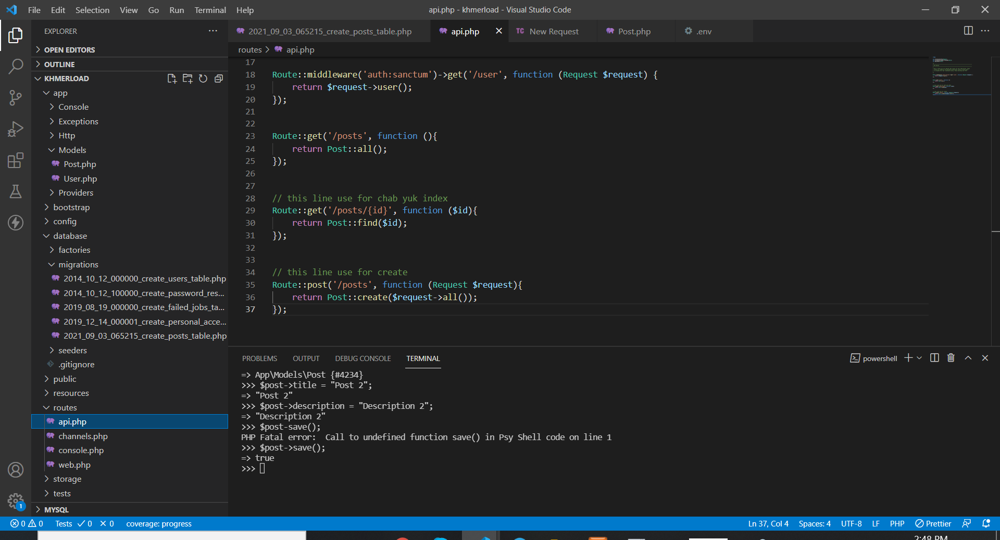 File Edit Selection View Go Run Terminal Help
api.php - khmerload - Visual Studio Code
EXPLORER
OPEN EDITORS
OUTLINE
KHMERLOAD
app
Console
Exceptions
Http
Models
Post.php
User.php
Providers
bootstrap
config
database
factories
migrations
2014_10_12_000000_create_users_table.php
2014_10_12_100000_create_password_res...
2019_08_19_000000_create_failed_jobs_ta...
2019_12_14_000001_create_personal_acce...
2021_09_03_065215_create_posts_table.php
seeders
.gitignore
public
resources
routes
api.php
channels.php
console.php
web.php
storage
tests
MYSQL
1
2021_09_03_065215_create_posts_table.php
api.php
TC New Request
Post.php
.env
routes > api.php
17
18 Route::middleware('auth:sanctum')->get('/user', function (Request $request) {
19 return $request->user();
20 });
21
22
23 Route::get('/posts', function (){
24 return Post::all();
25 });
26
27
28 // this line use for chab yuk index
29 Route::get('/posts/{id}', function ($id){
30 return Post::find($id);
31 });
32
33
34 // this line use for create
35 Route::post('/posts', function (Request $request){
36 return Post::create($request->all());
37 });
PROBLEMS OUTPUT DEBUG CONSOLE TERMINAL
powershell
=> App\Models\Post {#4234}
>>> $post->title = "Post 2";
=> "Post 2"
>>> $post->description = "Description 2";
=> "Description 2"
>>> $post-save();
PHP Fatal error:  Call to undefined function save() in Psy Shell code on line 1
>>> $post->save();
=> true
>>>
0 0 Tests 0 0 coverage: progress
Ln 37, Col 4 Spaces: 4 UTF-8 LF PHP Prettier
2:48 PM